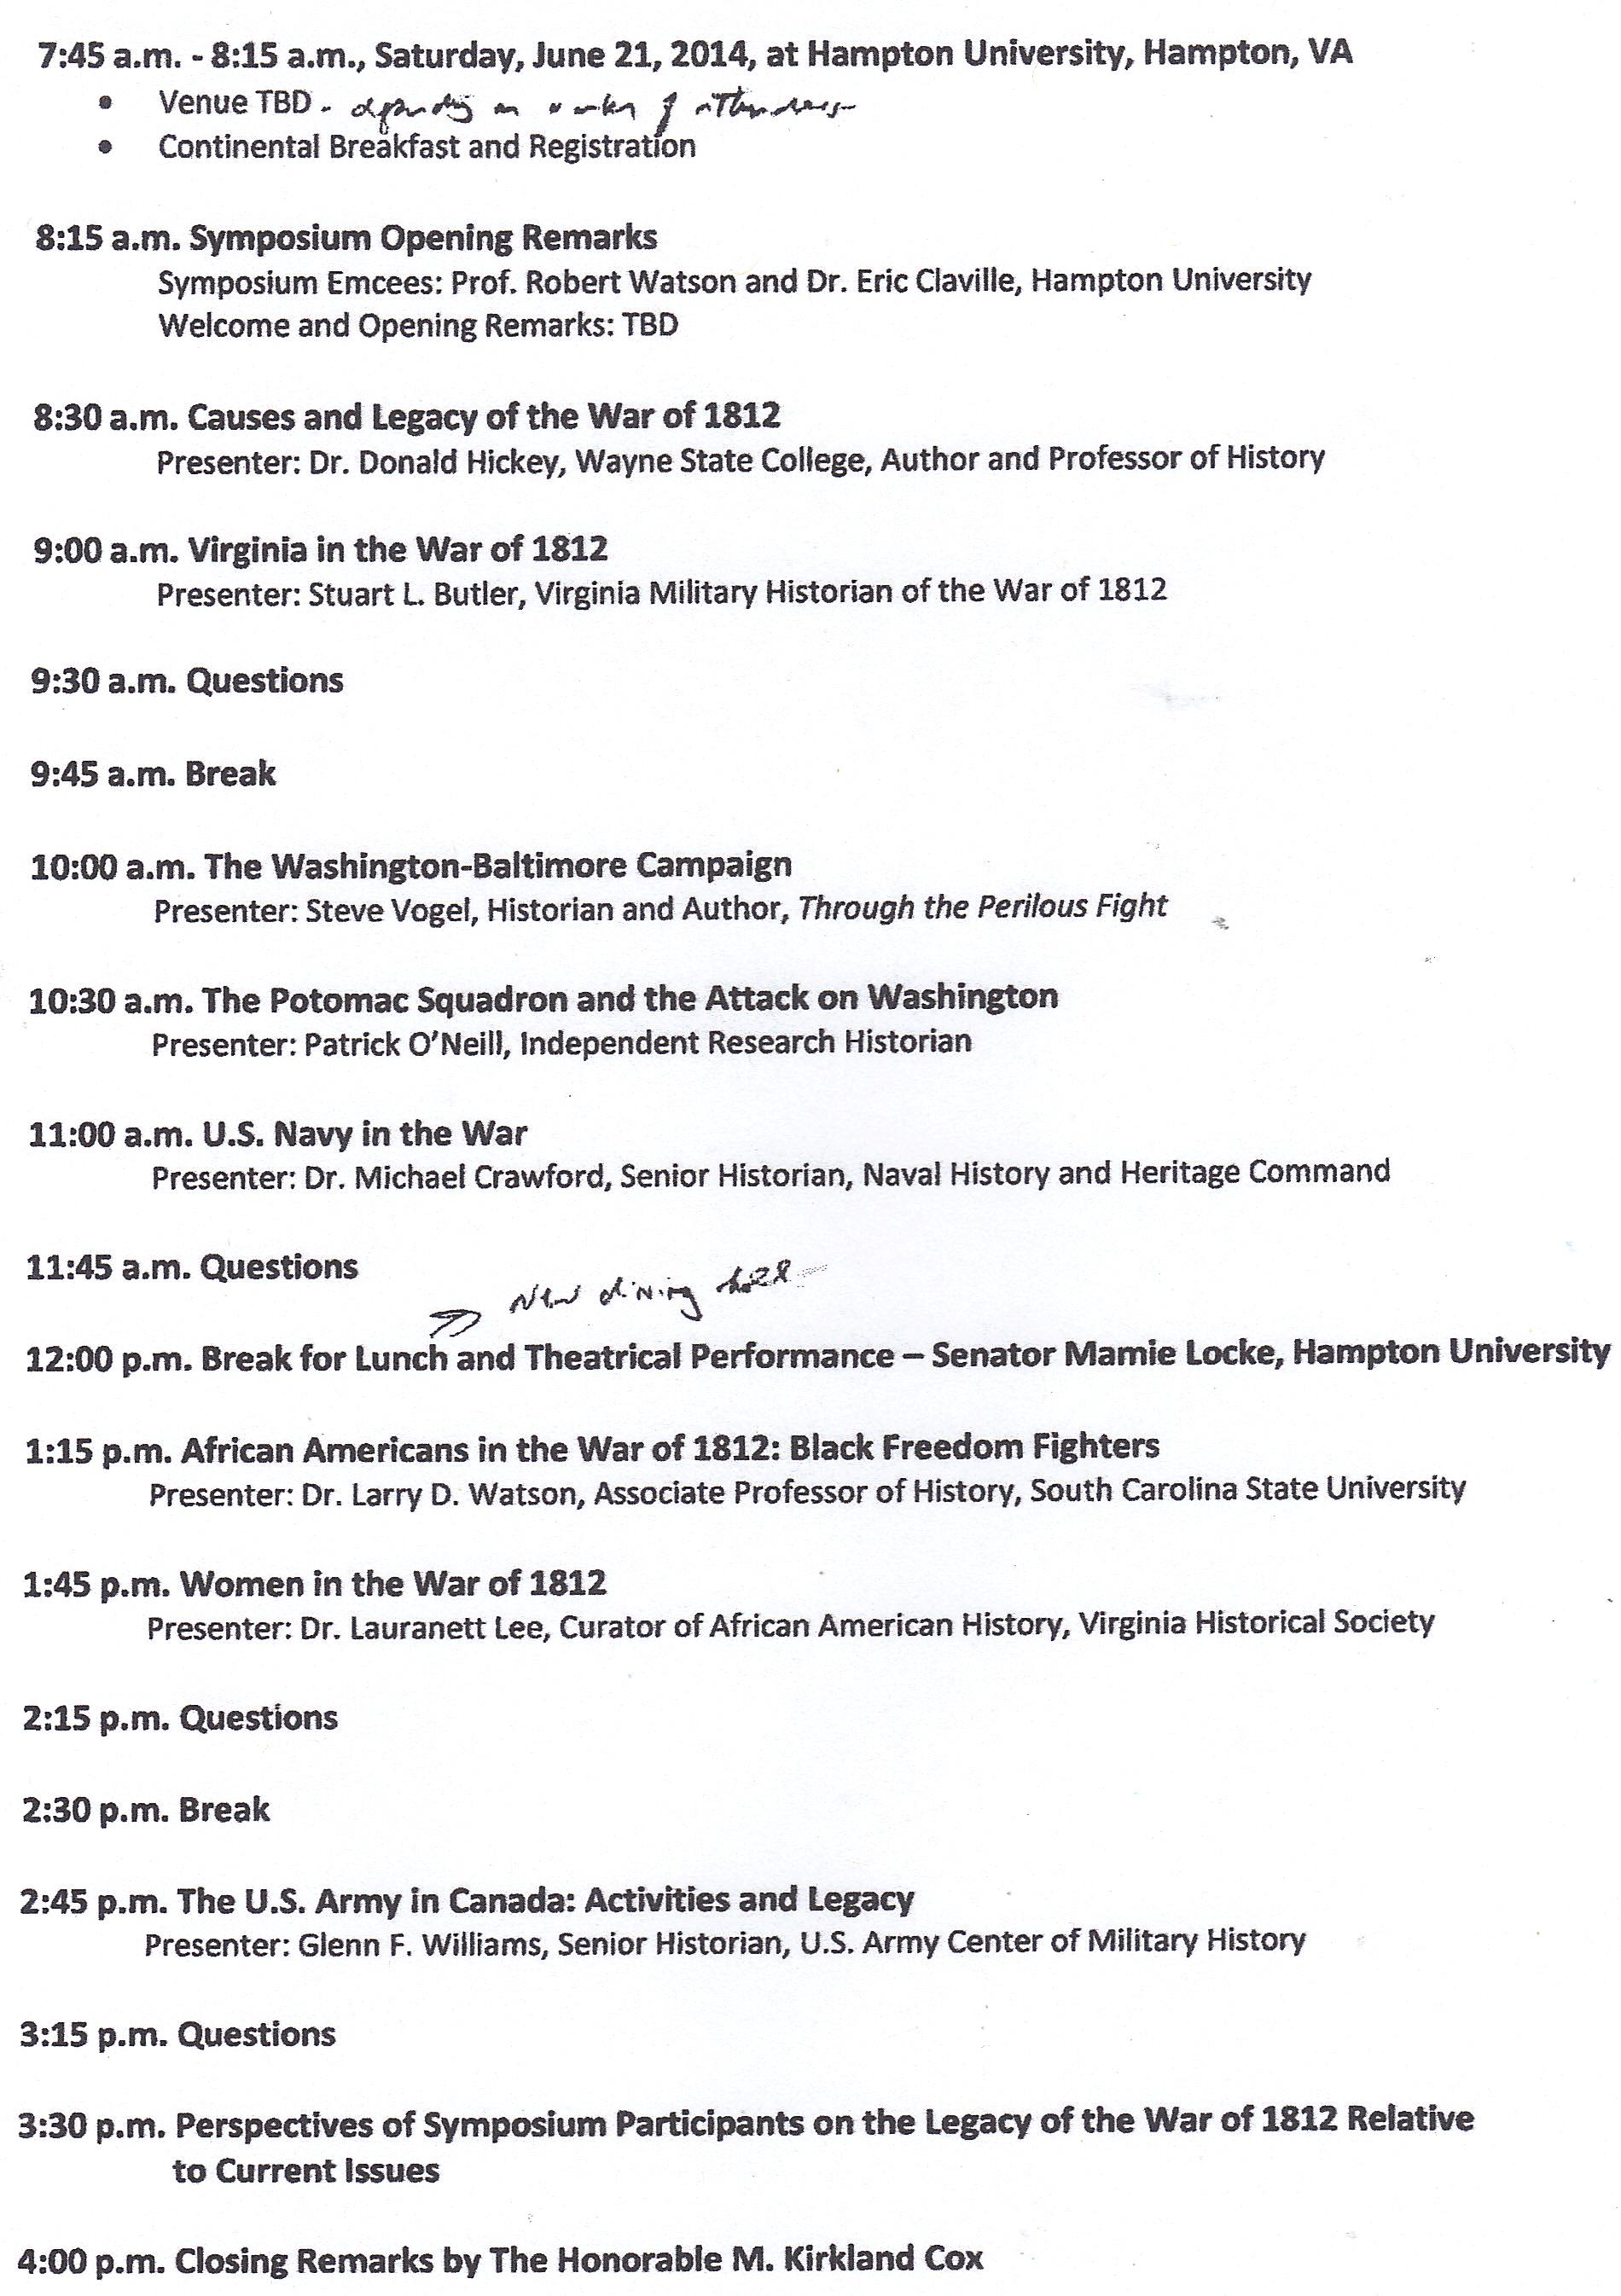 7:45 a.m. - 8:15 a.m., Saturday, June 21, 2014, at Hampton University, Hampton, VA
• Venue TBD - depending on number of attendees
• Continental Breakfast and Registration
8:15 a.m. Symposium Opening Remarks
Symposium Emcees: Prof. Robert Watson and Dr. Eric Claville, Hampton University
Welcome and Opening Remarks: TBD
8:30 a.m. Causes and Legacy of the War of 1812
Presenter: Dr. Donald Hickey, Wayne State College, Author and Professor of History
9:00 a.m. Virginia in the War of 1812
Presenter: Stuart L. Butler, Virginia Military Historian of the War of 1812
9:30 a.m. Questions
9:45 a.m. Break
10:00 a.m. The Washington-Baltimore Campaign
Presenter: Steve Vogel, Historian and Author, Through the Perilous Fight
10:30 a.m. The Potomac Squadron and the Attack on Washington
Presenter: Patrick O'Neill, Independent Research Historian
11:00 a.m. U.S. Navy in the War
Presenter: Dr. Michael Crawford, Senior Historian, Naval History and Heritage Command
11:45 a.m. Questions
New dining hall
12:00 p.m. Break for Lunch and Theatrical Performance – Senator Mamie Locke, Hampton University
1:15 p.m. African Americans in the War of 1812: Black Freedom Fighters
Presenter: Dr. Larry D. Watson, Associate Professor of History, South Carolina State University
1:45 p.m. Women in the War of 1812
Presenter: Dr. Lauranett Lee, Curator of African American History, Virginia Historical Society
2:15 p.m. Questions
2:30 p.m. Break
2:45 p.m. The U.S. Army in Canada: Activities and Legacy
Presenter: Glenn F. Williams, Senior Historian, U.S. Army Center of Military History
3:15 p.m. Questions
3:30 p.m. Perspectives of Symposium Participants on the Legacy of the War of 1812 Relative
to Current Issues
4:00 p.m. Closing Remarks by The Honorable M. Kirkland Cox